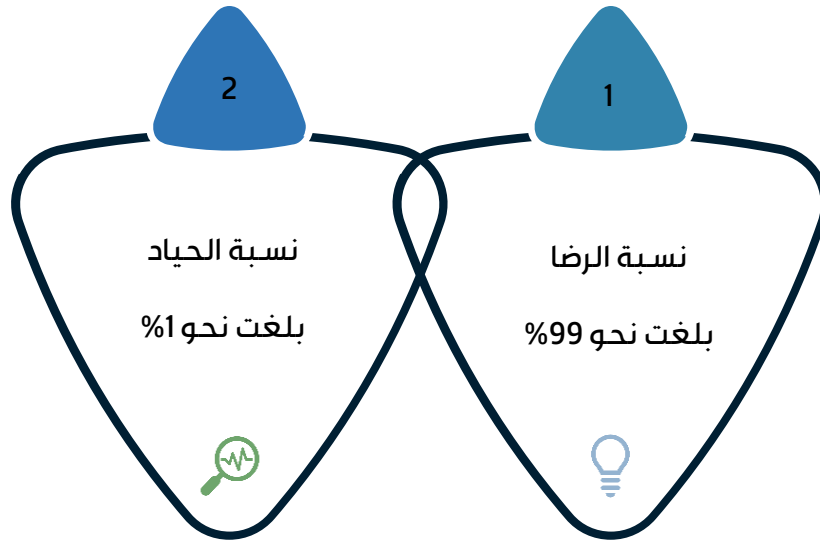 1
نسبة الرضا
بلغت نحو 99%
2
نسبة الحياد
بلغت نحو 1%